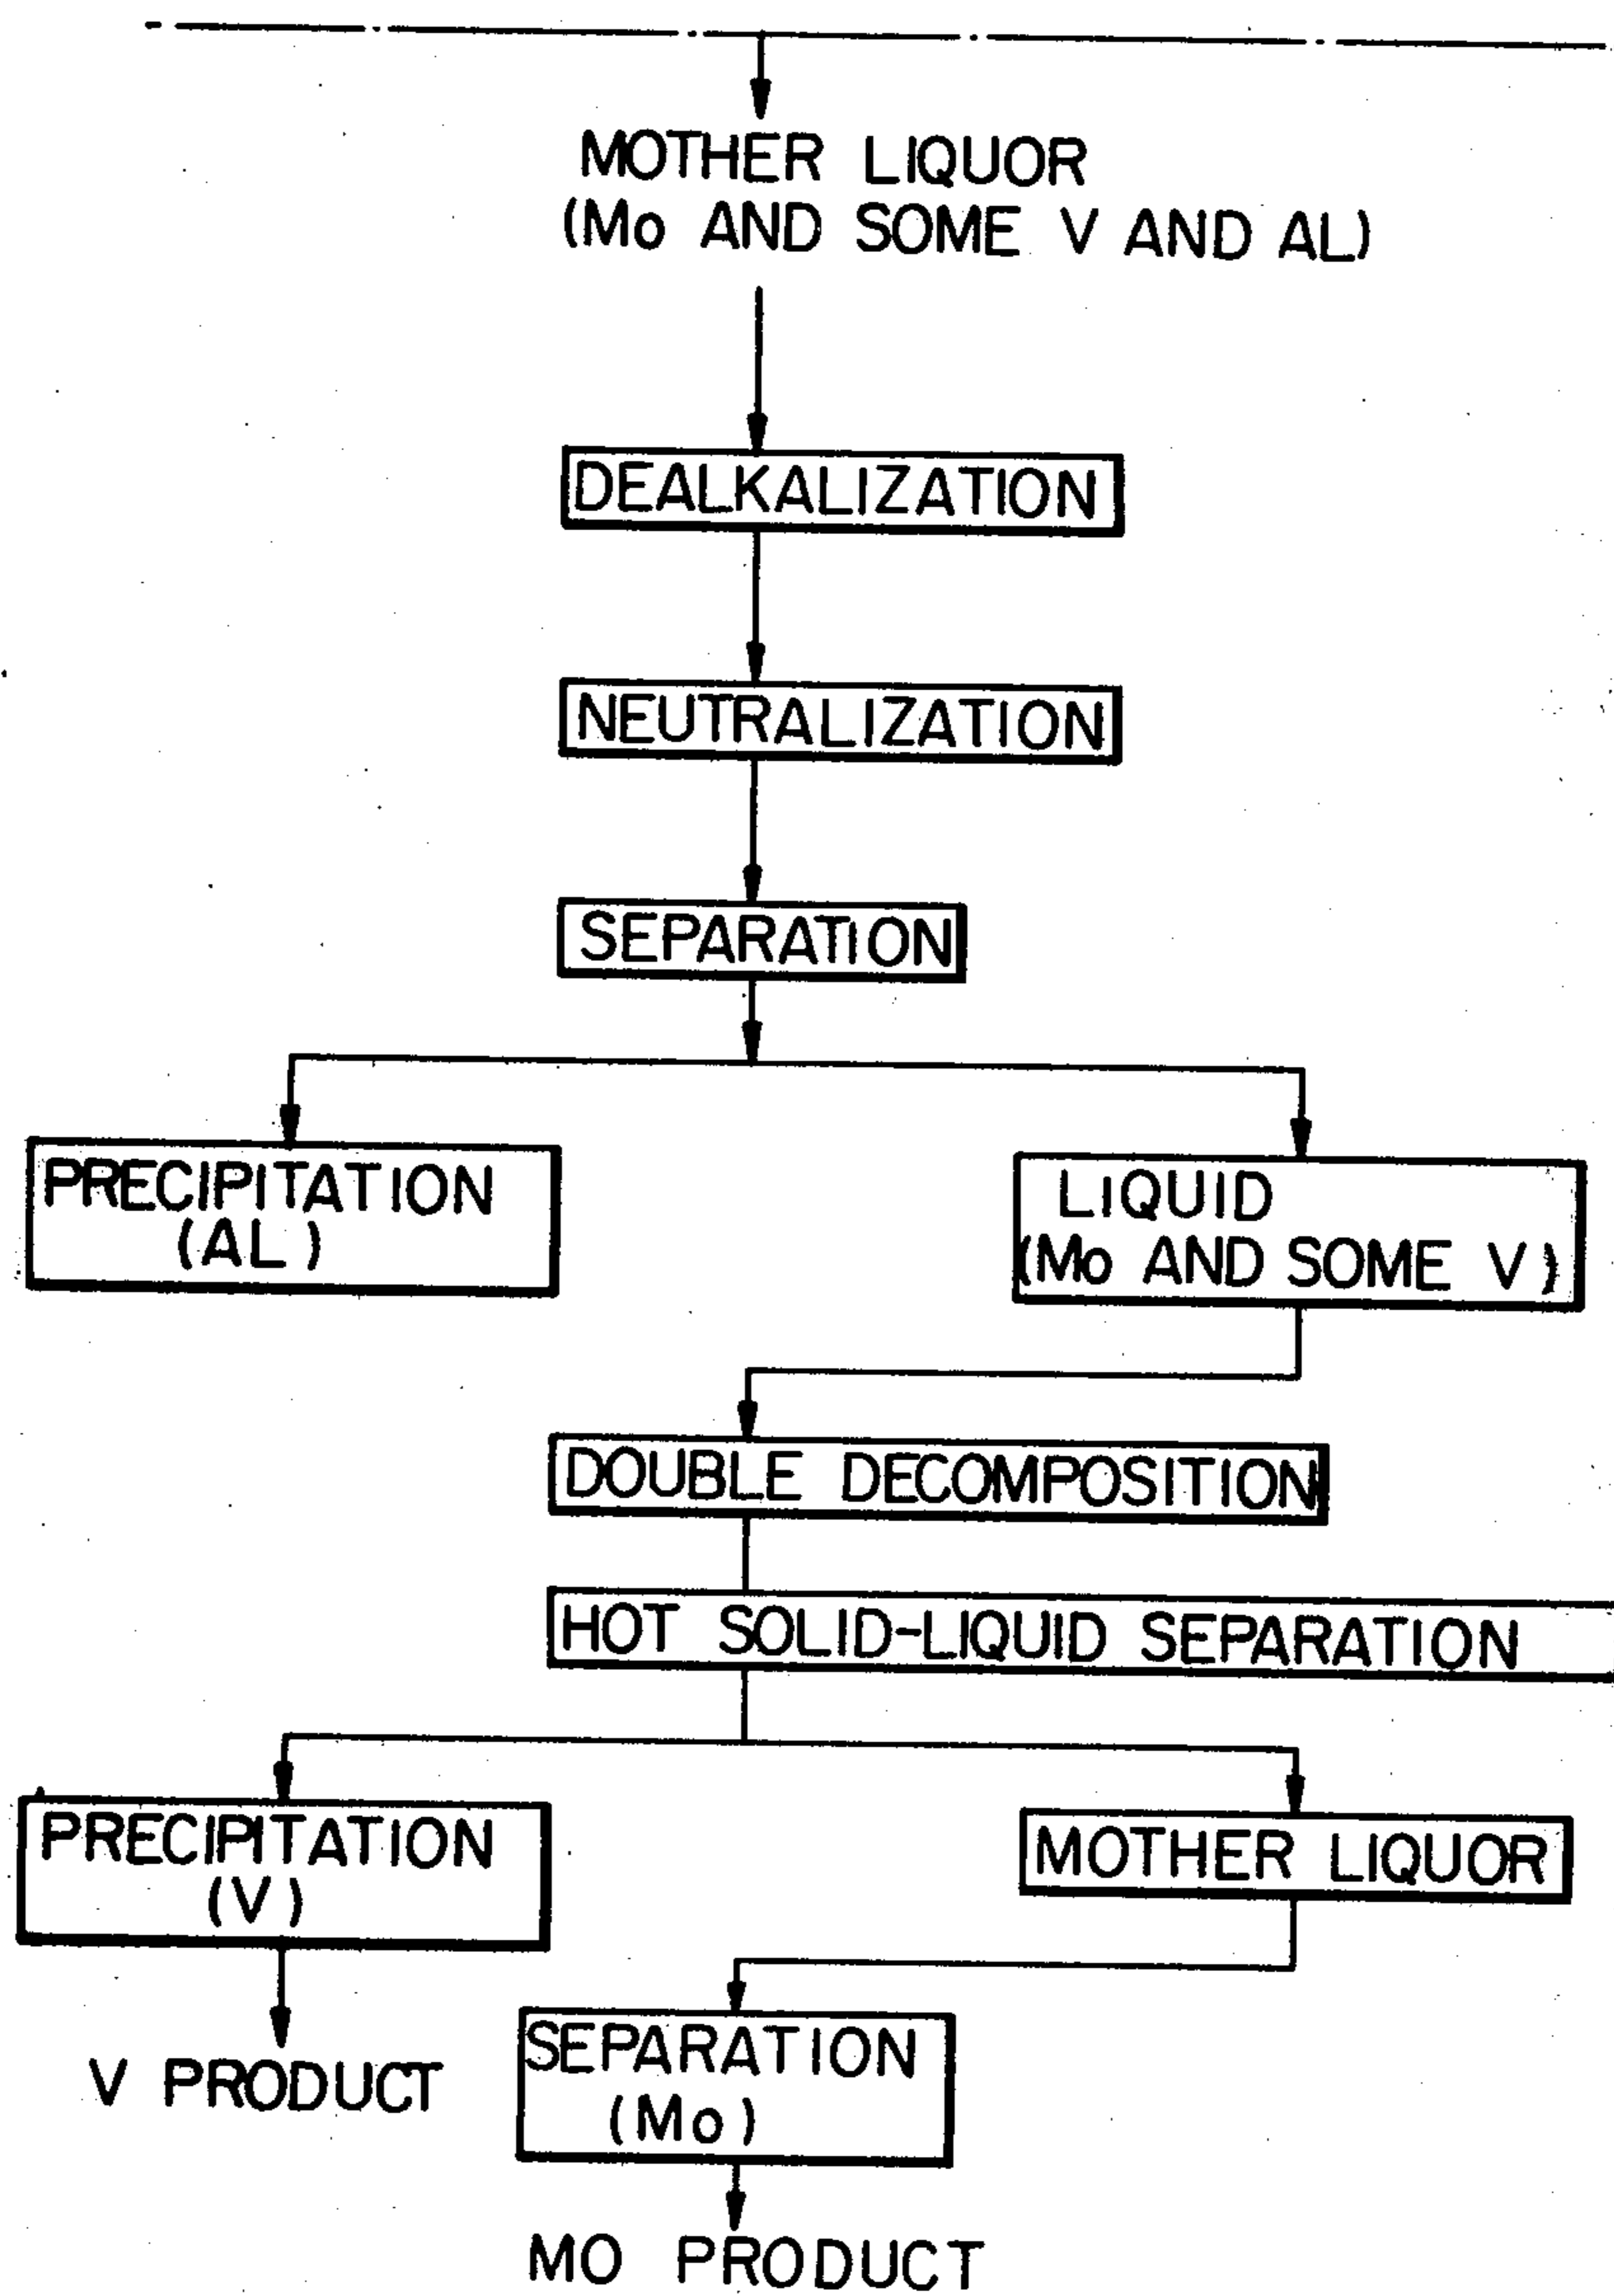 MOTHER LIQUOR
(Mo AND SOME V AND AL)
DEALKALIZATION
NEUTRALIZATION
SEPARATION
PRECIPITATION
(AL)
LIQUID
(Mo AND SOME V)
DOUBLE DECOMPOSITION
HOT SOLID-LIQUID SEPARATION
PRECIPITATION
(V)
MOTHER LIQUOR
V PRODUCT
SEPARATION
(Mo)
MO PRODUCT